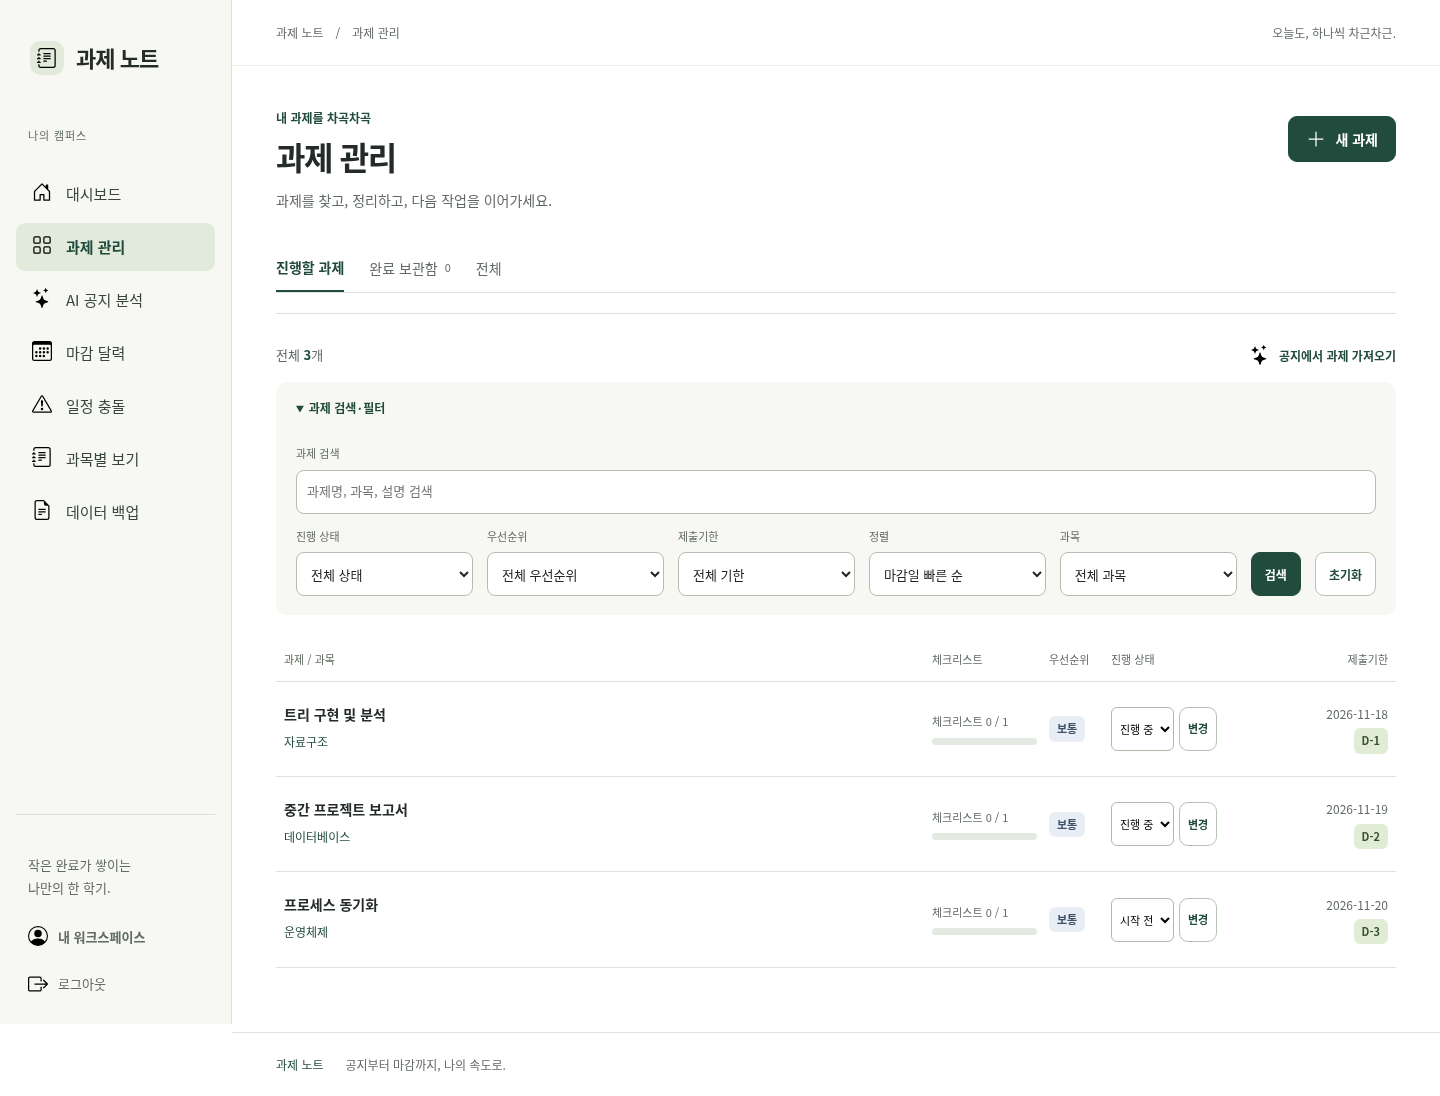 과제 노트
나의 캠퍼스
대시보드
과제 관리
AI 공지 분석
마감 달력
일정 충돌
과목별 보기
데이터 백업
작은 완료가 쌓이는
나만의 한 학기.
내 워크스페이스
로그아웃
과제 노트 / 과제 관리
오늘도, 하나씩 차근차근.
내 과제를 차곡차곡
과제 관리
과제를 찾고, 정리하고, 다음 작업을 이어가세요.
새 과제
진행할 과제 완료 보관함 0 전체
전체 3개
공지에서 과제 가져오기
▼ 과제 검색·필터
과제 검색
과제명, 과목, 설명 검색
진행 상태 우선순위 제출기한 정렬 과목
전체 상태 전체 우선순위 전체 기한 마감일 빠른 순 전체 과목 검색 초기화
과제 / 과목 체크리스트 우선순위 진행 상태 제출기한
트리 구현 및 분석
자료구조
체크리스트 0 / 1
보통
진행 중
변경
2026-11-18
D-1
중간 프로젝트 보고서
데이터베이스
체크리스트 0 / 1
보통
진행 중
변경
2026-11-19
D-2
프로세스 동기화
운영체제
체크리스트 0 / 1
보통
시작 전
변경
2026-11-20
D-3
과제 노트 공지부터 마감까지, 나의 속도로.